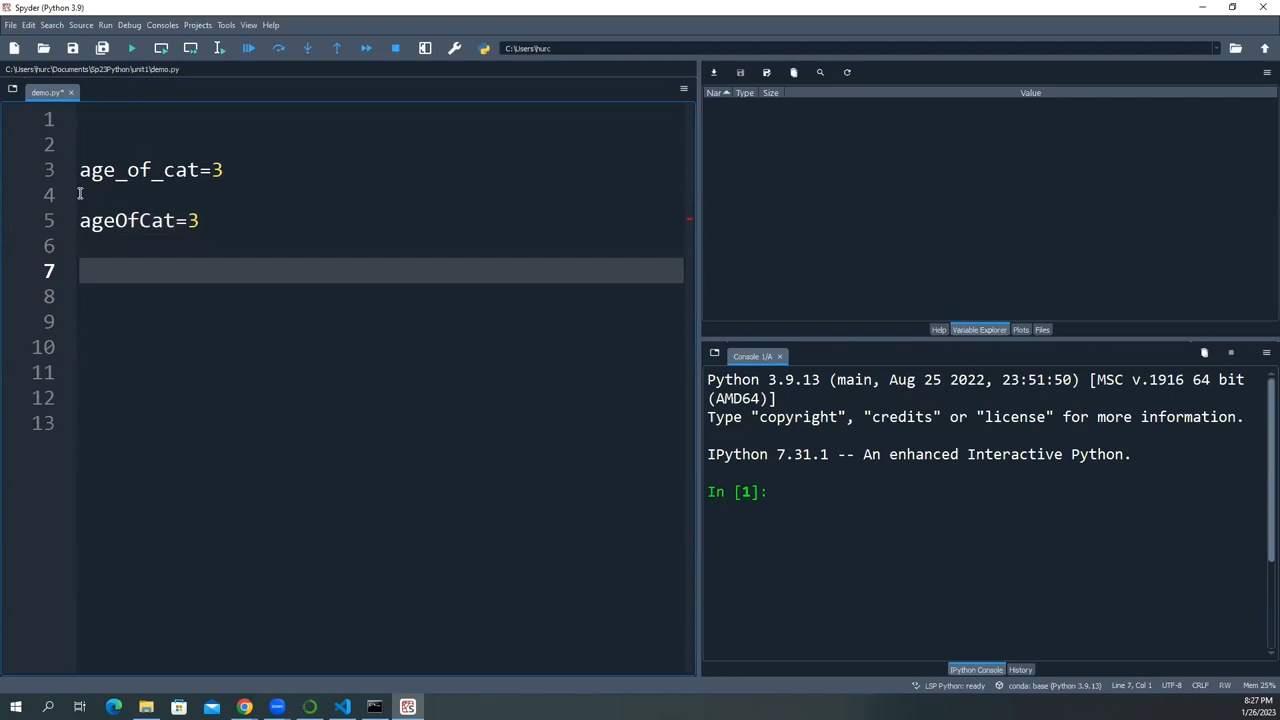 Spyder (Python 3.9)
File Edit Search Source Run Debug Consoles Projects Tools View Help
C:\Users\hurc
C:\Users\hurc\Documents\Sp23Python\unit1\demo.py
demo.py*
1
2
3 age_of_cat=3
4
5 ageOfCat=3
6
7
8
9
10
11
12
13
Nar Type Size Value
Help Variable Explorer Plots Files
Console 1/A
Python 3.9.13 (main, Aug 25 2022, 23:51:50) [MSC v.1916 64 bit
(AMD64)]
Type "copyright", "credits" or "license" for more information.
IPython 7.31.1 -- An enhanced Interactive Python.
In [1]:
IPython Console History
LSP Python: ready conda: base (Python 3.9.13) Line 7, Col 1 UTF-8 CRLF RW Mem 25%
8:27 PM
1/26/2023